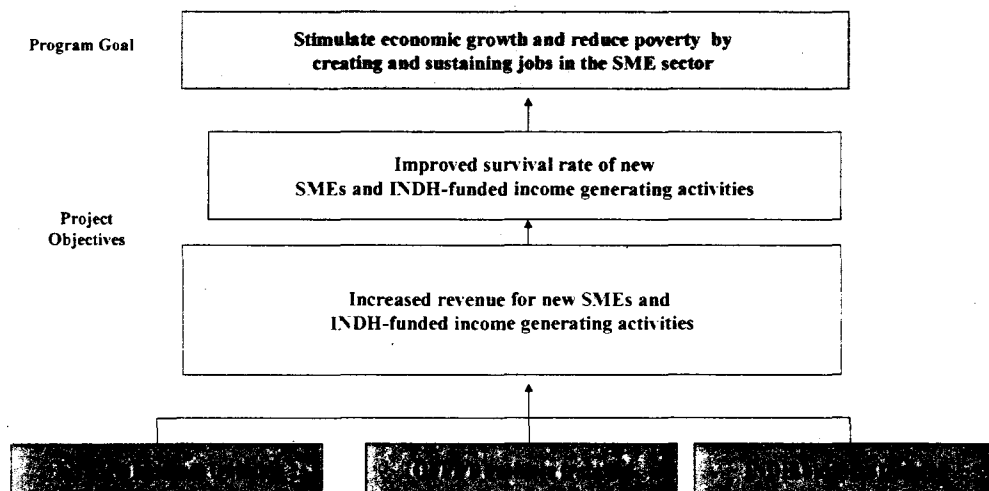 Program Goal
Stimulate economic growth and reduce poverty by
creating and sustaining jobs in the SME sector
Improved survival rate of new
SMEs and INDH-funded income generating activities
Project
Objectives
Increased revenue for new SMEs and
INDH-funded income generating activities